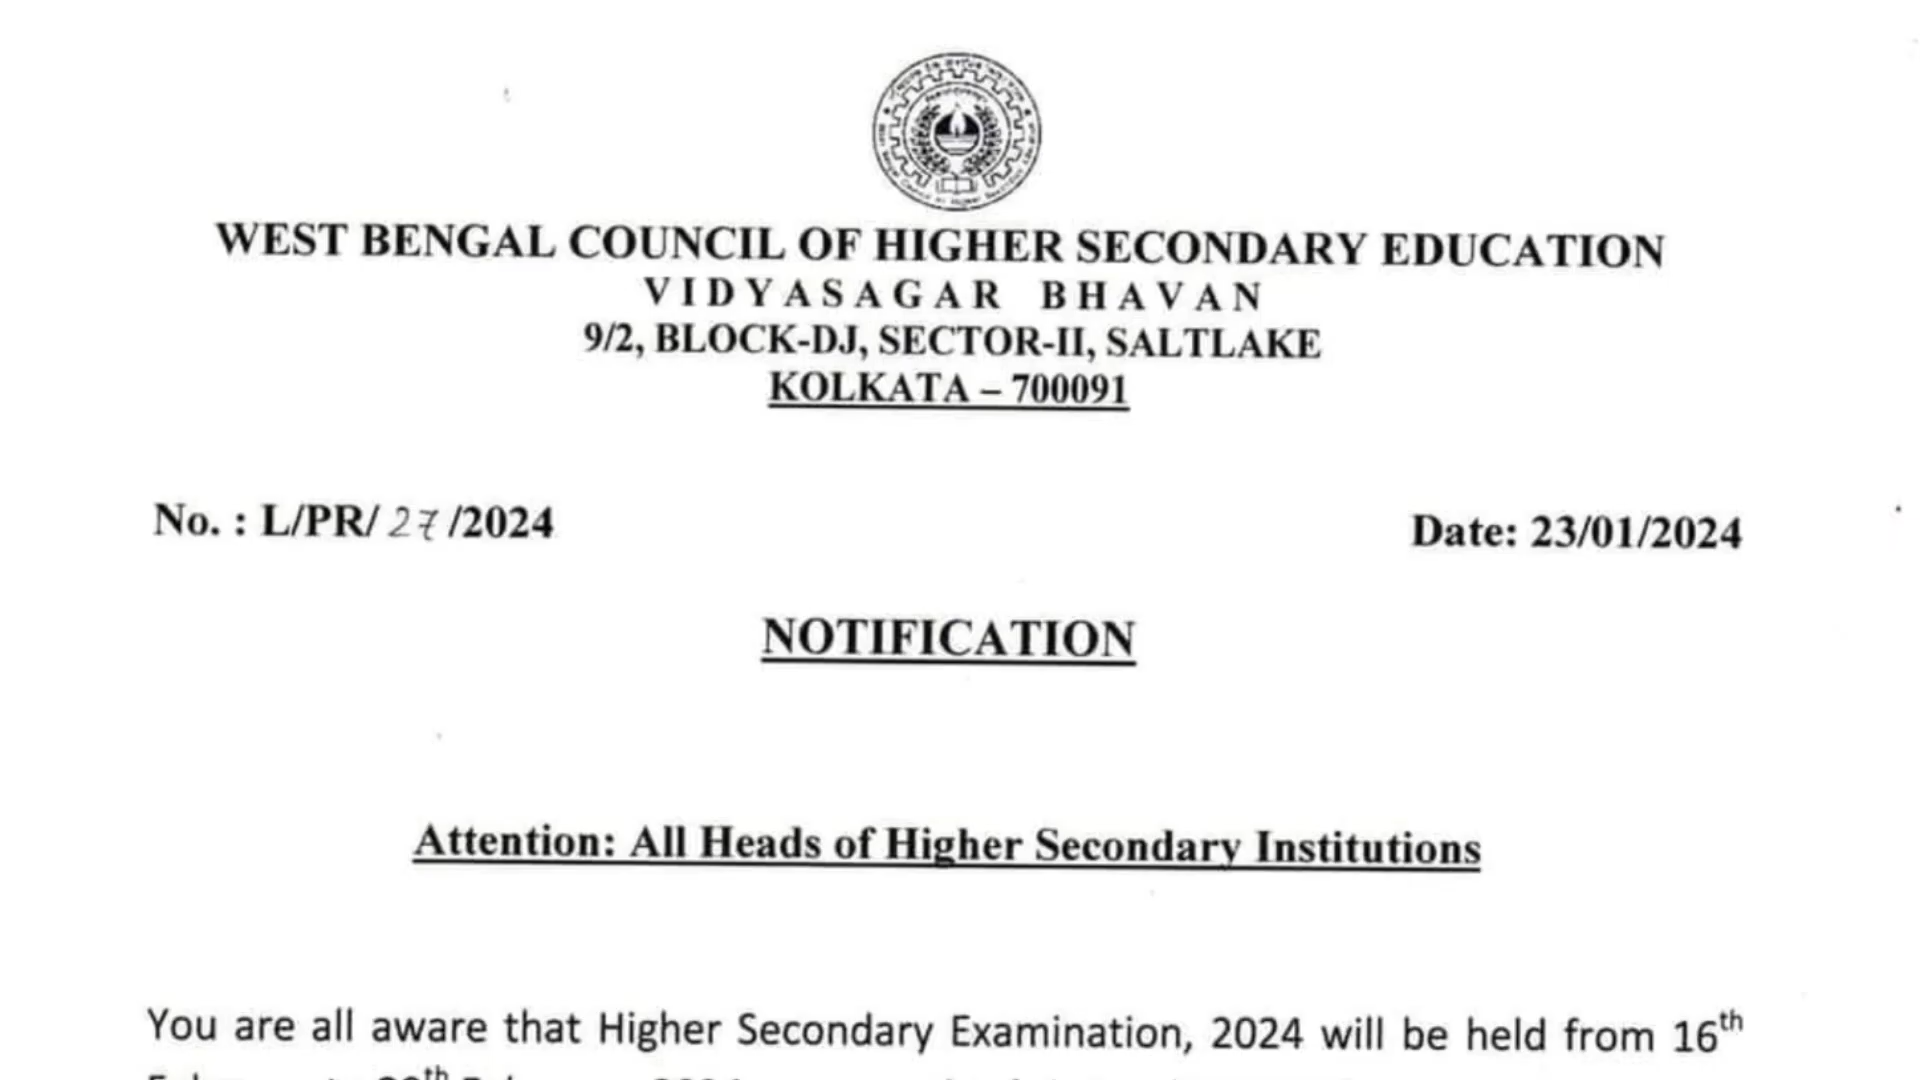 WEST BENGAL COUNCIL OF HIGHER SECONDARY EDUCATION
VIDYASAGAR BHAVAN
9/2, BLOCK-DJ, SECTOR-II, SALTLAKE
KOLKATA – 700091
No. : L/PR/ 27 /2024
Date: 23/01/2024
NOTIFICATION
Attention: All Heads of Higher Secondary Institutions
You are all aware that Higher Secondary Examination, 2024 will be held from 16th